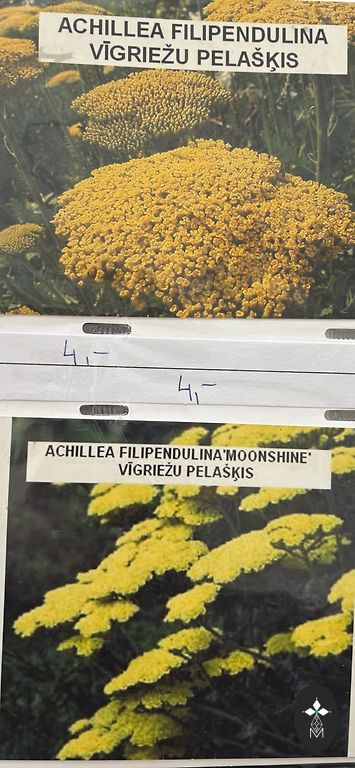 ACHILLEA FILIPENDULINA
VĪGRIEŽU PELAŠĶIS
4,-
4,-
ACHILLEA FILIPENDULINA'MOONSHINE'
VĪGRIEŽU PELAŠĶIS
M